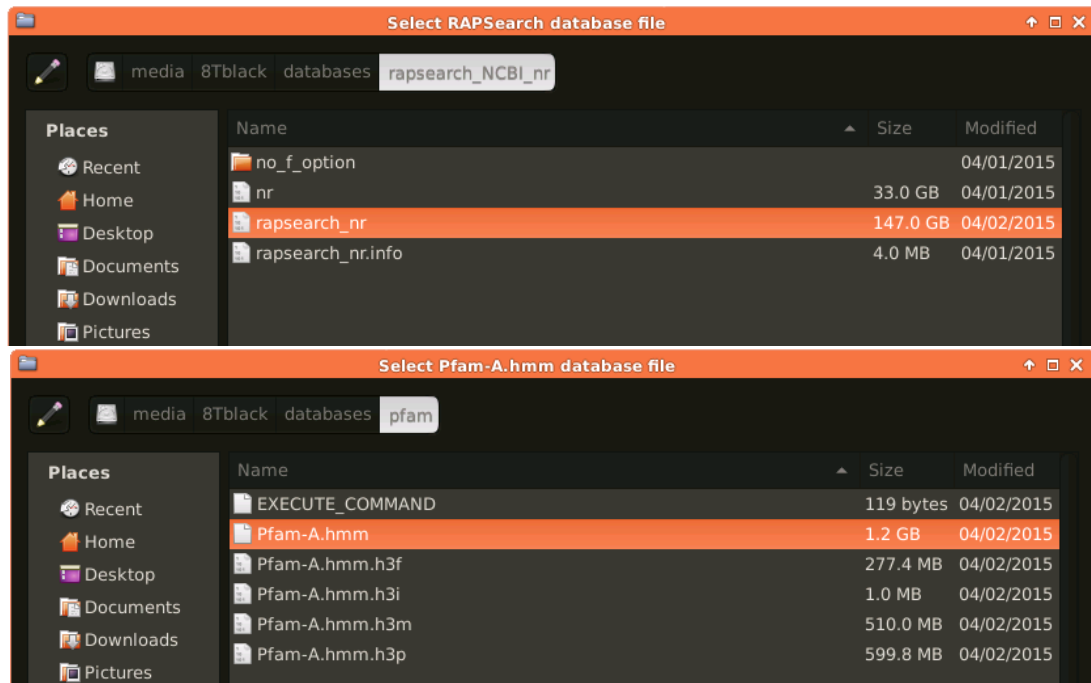 Select RAPSearch database file
media 8Tblack databases rapsearch_NCBI_nr
Places Name Size Modified
Recent no_f_option 04/01/2015
Home nr 33.0 GB 04/01/2015
Desktop rapsearch_nr 147.0 GB 04/02/2015
Documents rapsearch_nr.info 4.0 MB 04/01/2015
Downloads
Pictures
Select Pfam-A.hmm database file
media 8Tblack databases pfam
Places Name Size Modified
Recent EXECUTE_COMMAND 119 bytes 04/02/2015
Home Pfam-A.hmm 1.2 GB 04/02/2015
Desktop Pfam-A.hmm.h3f 277.4 MB 04/02/2015
Documents Pfam-A.hmm.h3i 1.0 MB 04/02/2015
Downloads Pfam-A.hmm.h3m 510.0 MB 04/02/2015
Pictures Pfam-A.hmm.h3p 599.8 MB 04/02/2015